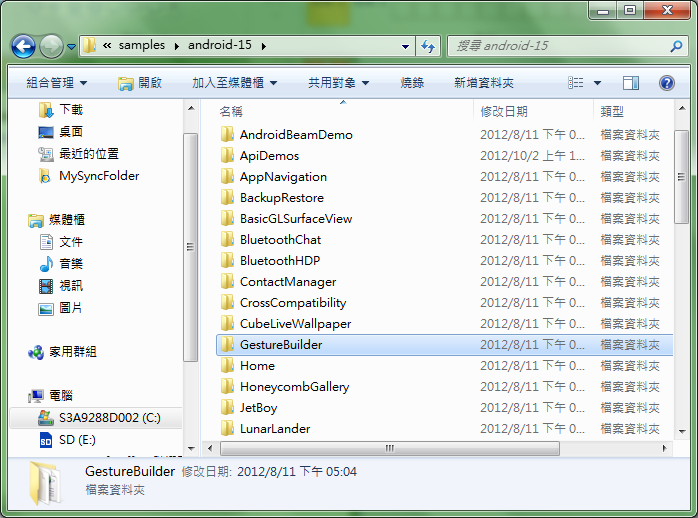 « samples ▸ android-15 ▸
搜尋 android-15
組合管理 開啟 加入至媒體櫃 共用對象 燒錄 新增資料夾
下載
桌面
最近的位置
MySyncFolder
媒體櫃
文件
音樂
視訊
圖片
家用群組
電腦
S3A9288D002 (C:)
SD (E:)
名稱 修改日期 類型
AndroidBeamDemo 2012/8/11 下午 0... 檔案資料夾
ApiDemos 2012/10/2 上午 1... 檔案資料夾
AppNavigation 2012/8/11 下午 0... 檔案資料夾
BackupRestore 2012/8/11 下午 0... 檔案資料夾
BasicGLSurfaceView 2012/8/11 下午 0... 檔案資料夾
BluetoothChat 2012/8/11 下午 0... 檔案資料夾
BluetoothHDP 2012/8/11 下午 0... 檔案資料夾
ContactManager 2012/8/11 下午 0... 檔案資料夾
CrossCompatibility 2012/8/11 下午 0... 檔案資料夾
CubeLiveWallpaper 2012/8/11 下午 0... 檔案資料夾
GestureBuilder 2012/8/11 下午 0... 檔案資料夾
Home 2012/8/11 下午 0... 檔案資料夾
HoneycombGallery 2012/8/11 下午 0... 檔案資料夾
JetBoy 2012/8/11 下午 0... 檔案資料夾
LunarLander 2012/8/11 下午 0... 檔案資料夾
GestureBuilder 修改日期: 2012/8/11 下午 05:04
檔案資料夾